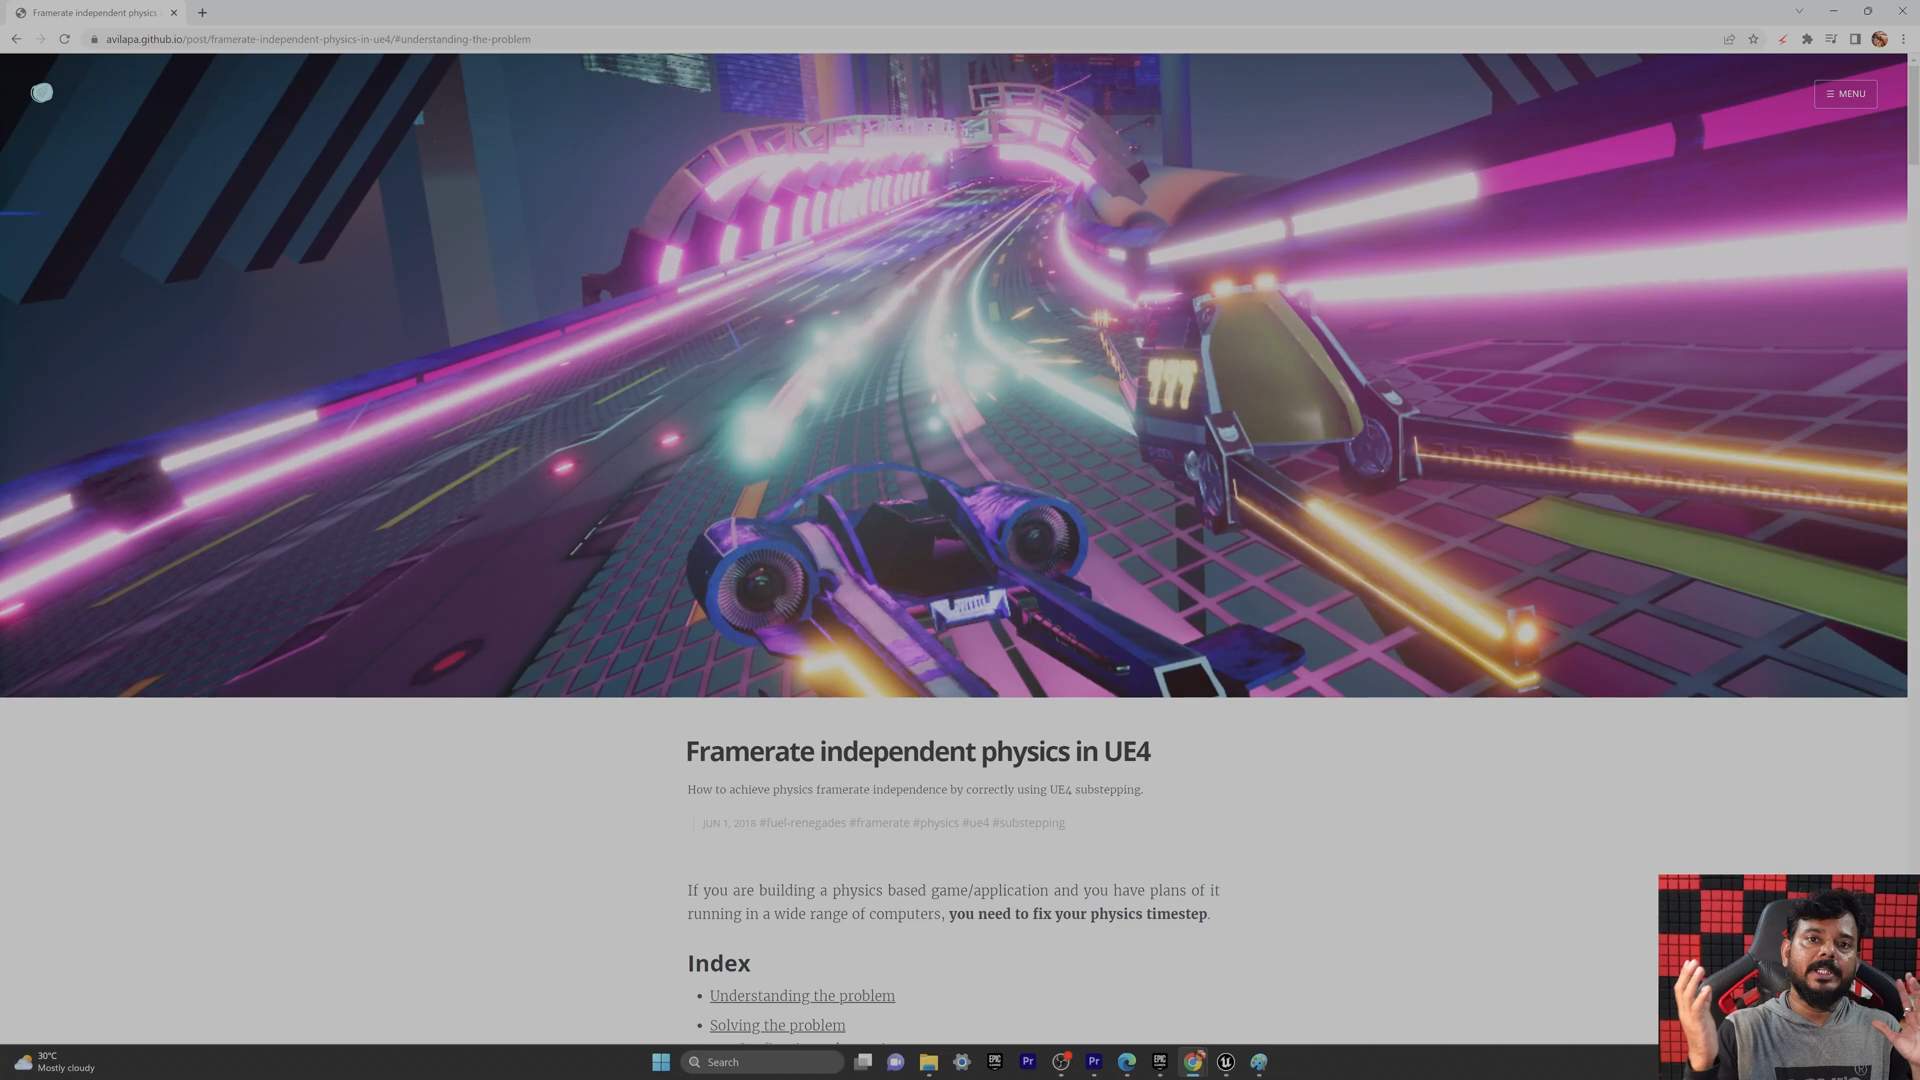 Framerate independent physics
avilapa.github.io/post/framerate-independent-physics-in-ue4/#understanding-the-problem
MENU
Framerate independent physics in UE4
How to achieve physics framerate independence by correctly using UE4 substepping.
JUN 1, 2018 #fuel-renegades #framerate #physics #ue4 #substepping
If you are building a physics based game/application and you have plans of it
running in a wide range of computers, you need to fix your physics timestep.
Index
• Understanding the problem
• Solving the problem
30°C
Mostly cloudy
Search
EPIC
Pr
Pr
EPIC